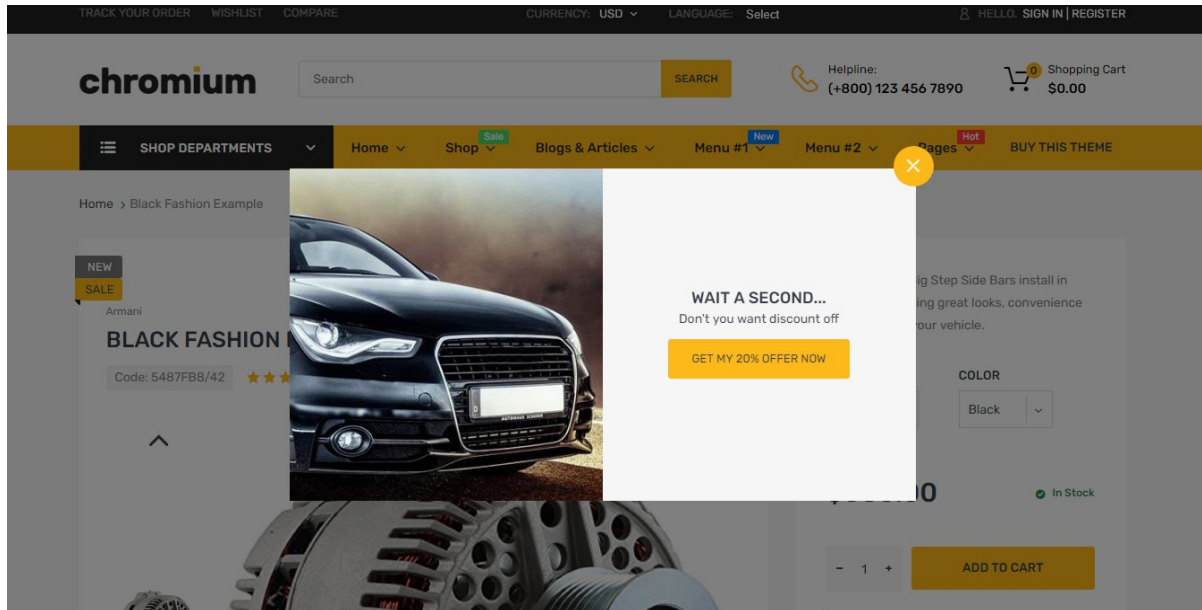 TRACK YOUR ORDER WISHLIST COMPARE CURRENCY: USD LANGUAGE: Select HELLO. SIGN IN | REGISTER
chromium Search SEARCH Helpline: (+800) 123 456 7890 0 Shopping Cart $0.00
Sale New Hot
SHOP DEPARTMENTS Home Shop Blogs & Articles Menu #1 Menu #2 Pages BUY THIS THEME
Home > Black Fashion Example
NEW
SALE
Armani
BLACK FASHION
Code: 5487FB8/42
WAIT A SECOND...
Don't you want discount off
GET MY 20% OFFER NOW
Step Side Bars install in
great looks, convenience
vehicle.
COLOR
Black
In Stock
- 1 + ADD TO CART